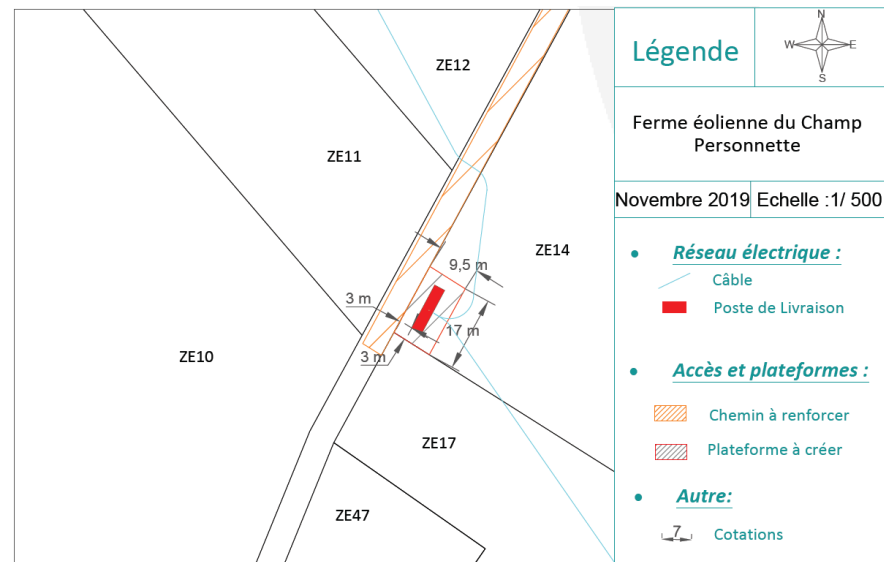 ZE12
ZE11
ZE14
9,5 m
3 m
17 m
3 m
ZE10
ZE17
ZE47
Légende
N
W
E
S
Ferme éolienne du Champ
Personnette
Novembre 2019
Echelle :1/ 500
Réseau électrique :
Câble
Poste de Livraison
Accès et plateformes :
Chemin à renforcer
Plateforme à créer
Autre:
7
Cotations